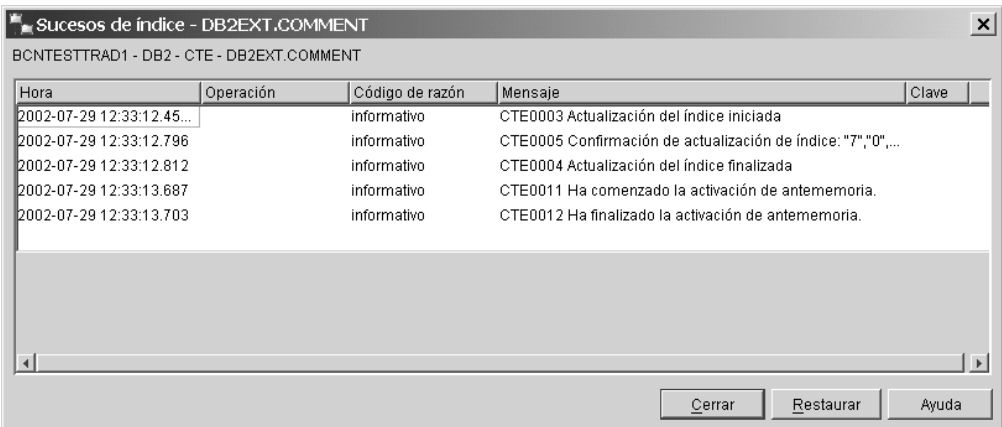 Sucesos de índice - DB2EXT.COMMENT
BCNTESTTRAD1 - DB2 - CTE - DB2EXT.COMMENT
Hora Operación Código de razón Mensaje Clave
2002-07-29 12:33:12.45... informativo CTE0003 Actualización del índice iniciada
2002-07-29 12:33:12.796 informativo CTE0005 Confirmación de actualización de índice: "7","0",...
2002-07-29 12:33:12.812 informativo CTE0004 Actualización del índice finalizada
2002-07-29 12:33:13.687 informativo CTE0011 Ha comenzado la activación de antememoria.
2002-07-29 12:33:13.703 informativo CTE0012 Ha finalizado la activación de antememoria.
Cerrar Restaurar Ayuda